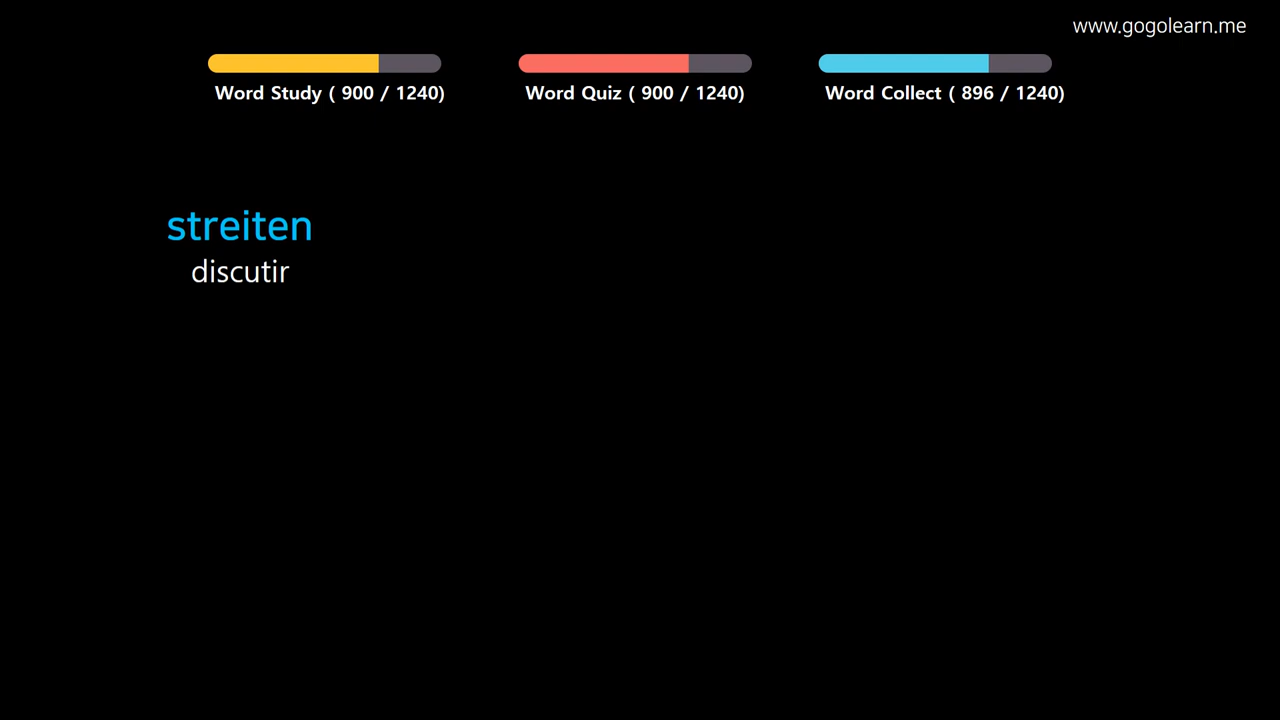 www.gogolearn.me
Word Study ( 900 / 1240)
Word Quiz ( 900 / 1240)
Word Collect ( 896 / 1240)
streiten
discutir